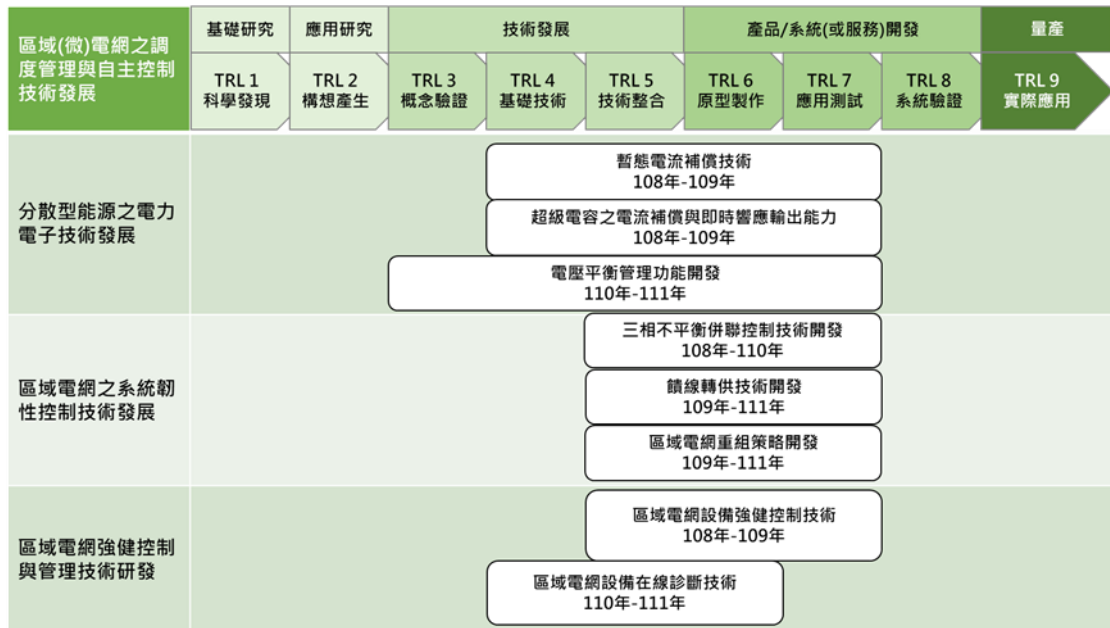 區域(微)電網之調
度管理與自主控制
技術發展
基礎研究
應用研究
技術發展
產品/系統(或服務)開發
量產
TRL 1
科學發現
TRL 2
構想產生
TRL 3
概念驗證
TRL 4
基礎技術
TRL 5
技術整合
TRL 6
原型製作
TRL 7
應用測試
TRL 8
系統驗證
TRL 9
實際應用
分散型能源之電力
電子技術發展
暫態電流補償技術
108年-109年
超級電容之電流補償與即時響應輸出能力
108年-109年
電壓平衡管理功能開發
110年-111年
區域電網之系統韌
性控制技術發展
三相不平衡併聯控制技術開發
108年-110年
饋線轉供技術開發
109年-111年
區域電網重組策略開發
109年-111年
區域電網強健控制
與管理技術研發
區域電網設備強健控制技術
108年-109年
區域電網設備在線診斷技術
110年-111年